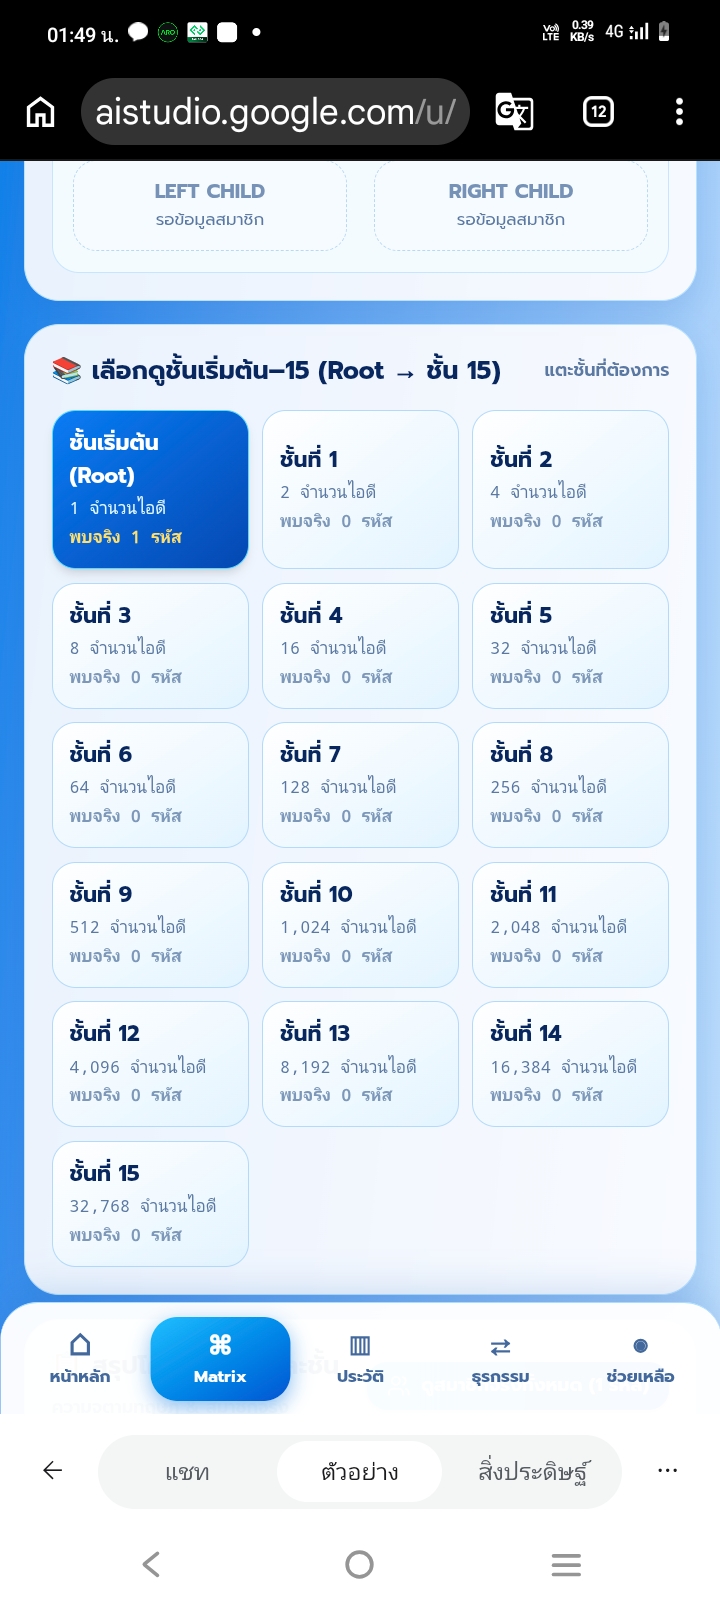 01:49 น.
ARO
Vo)) LTE
0.39 KB/s
4G
aistudio.google.com/u/
12
LEFT CHILD
รอข้อมูลสมาชิก
RIGHT CHILD
รอข้อมูลสมาชิก
📚 เลือกดูชั้นเริ่มต้น–15 (Root → ชั้น 15)
แตะชั้นที่ต้องการ
ชั้นเริ่มต้น
(Root)
1 จำนวนไอดี
พบจริง 1 รหัส
ชั้นที่ 1
2 จำนวนไอดี
พบจริง 0 รหัส
ชั้นที่ 2
4 จำนวนไอดี
พบจริง 0 รหัส
ชั้นที่ 3
8 จำนวนไอดี
พบจริง 0 รหัส
ชั้นที่ 4
16 จำนวนไอดี
พบจริง 0 รหัส
ชั้นที่ 5
32 จำนวนไอดี
พบจริง 0 รหัส
ชั้นที่ 6
64 จำนวนไอดี
พบจริง 0 รหัส
ชั้นที่ 7
128 จำนวนไอดี
พบจริง 0 รหัส
ชั้นที่ 8
256 จำนวนไอดี
พบจริง 0 รหัส
ชั้นที่ 9
512 จำนวนไอดี
พบจริง 0 รหัส
ชั้นที่ 10
1,024 จำนวนไอดี
พบจริง 0 รหัส
ชั้นที่ 11
2,048 จำนวนไอดี
พบจริง 0 รหัส
ชั้นที่ 12
4,096 จำนวนไอดี
พบจริง 0 รหัส
ชั้นที่ 13
8,192 จำนวนไอดี
พบจริง 0 รหัส
ชั้นที่ 14
16,384 จำนวนไอดี
พบจริง 0 รหัส
ชั้นที่ 15
32,768 จำนวนไอดี
พบจริง 0 รหัส
หน้าหลัก
Matrix
ประวัติ
ธุรกรรม
ช่วยเหลือ
แชท
ตัวอย่าง
สิ่งประดิษฐ์